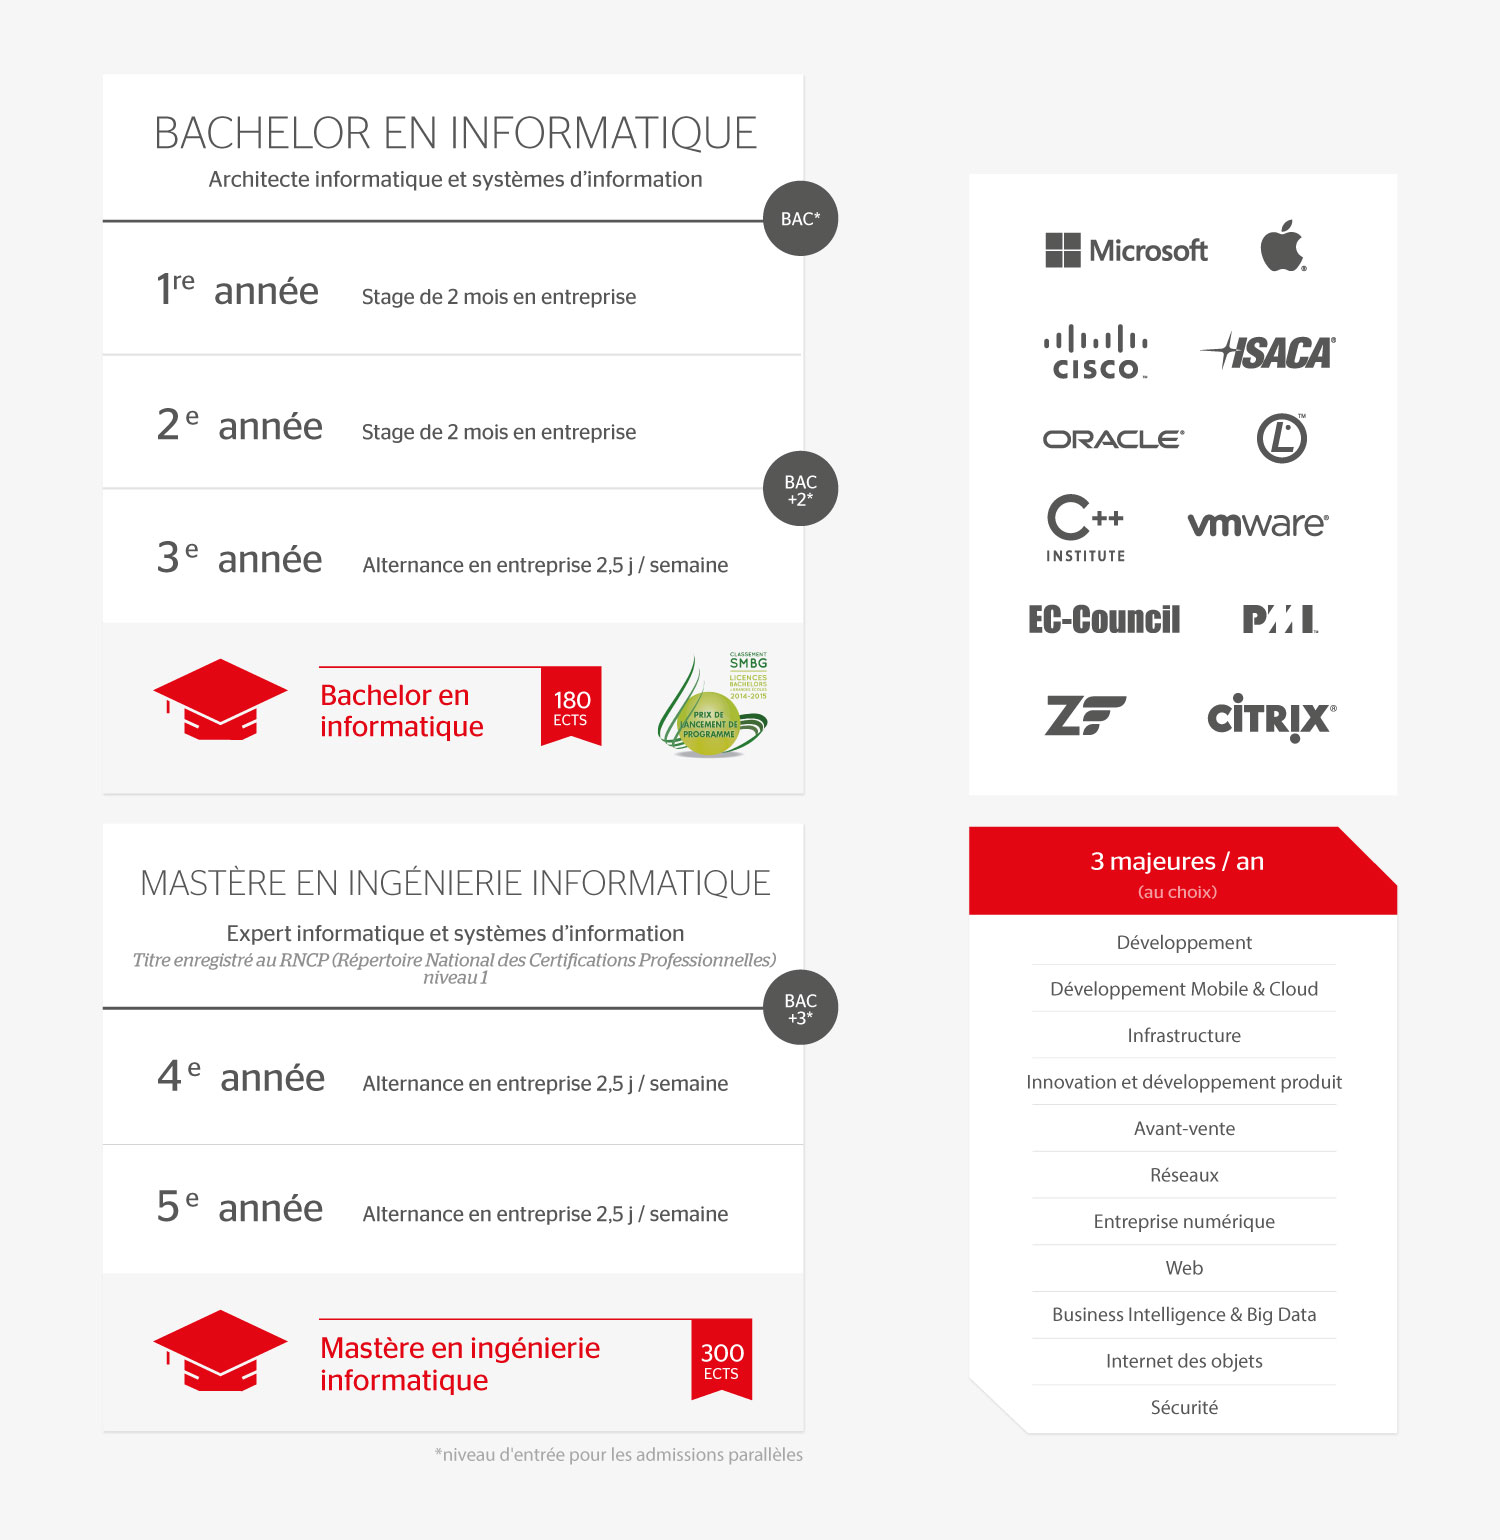 BACHELOR EN INFORMATIQUE
Architecte informatique et systèmes d'information
BAC*
1re année Stage de 2 mois en entreprise
2e année Stage de 2 mois en entreprise
BAC
+2*
3e année Alternance en entreprise 2,5 j / semaine
Bachelor en
informatique
180
ECTS
CLASSEMENT
SMBG
LICENCES
BACHELORS
2014-2015
PRIX DE
LANCEMENT DE
PROGRAMME
MASTÈRE EN INGÉNIERIE INFORMATIQUE
Expert informatique et systèmes d'information
Titre enregistré au RNCP (Répertoire National des Certifications Professionnelles)
niveau 1
BAC
+3*
4e année Alternance en entreprise 2,5 j / semaine
5e année Alternance en entreprise 2,5 j / semaine
Mastère en ingénierie
informatique
300
ECTS
*niveau d'entrée pour les admissions parallèles
Microsoft
CISCO™
ISACA®
ORACLE®
L™
C++
INSTITUTE
vmware®
EC-Council
PMI™
ZF
CiTRIX®
3 majeures / an
(au choix)
Développement
Développement Mobile & Cloud
Infrastructure
Innovation et développement produit
Avant-vente
Réseaux
Entreprise numérique
Web
Business Intelligence & Big Data
Internet des objets
Sécurité